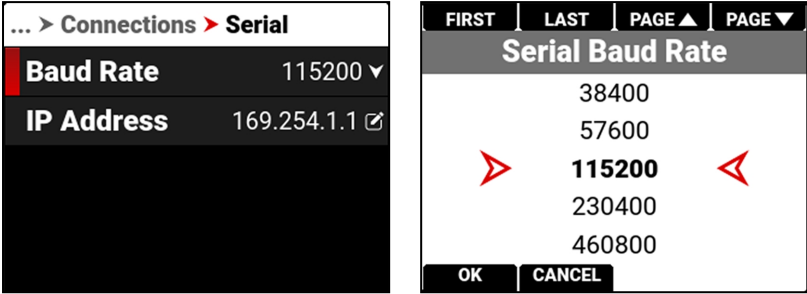 ... > Connections > Serial
Baud Rate 115200
IP Address 169.254.1.1
FIRST LAST PAGE▲ PAGE▼
Serial Baud Rate
38400
57600
115200
230400
460800
OK CANCEL